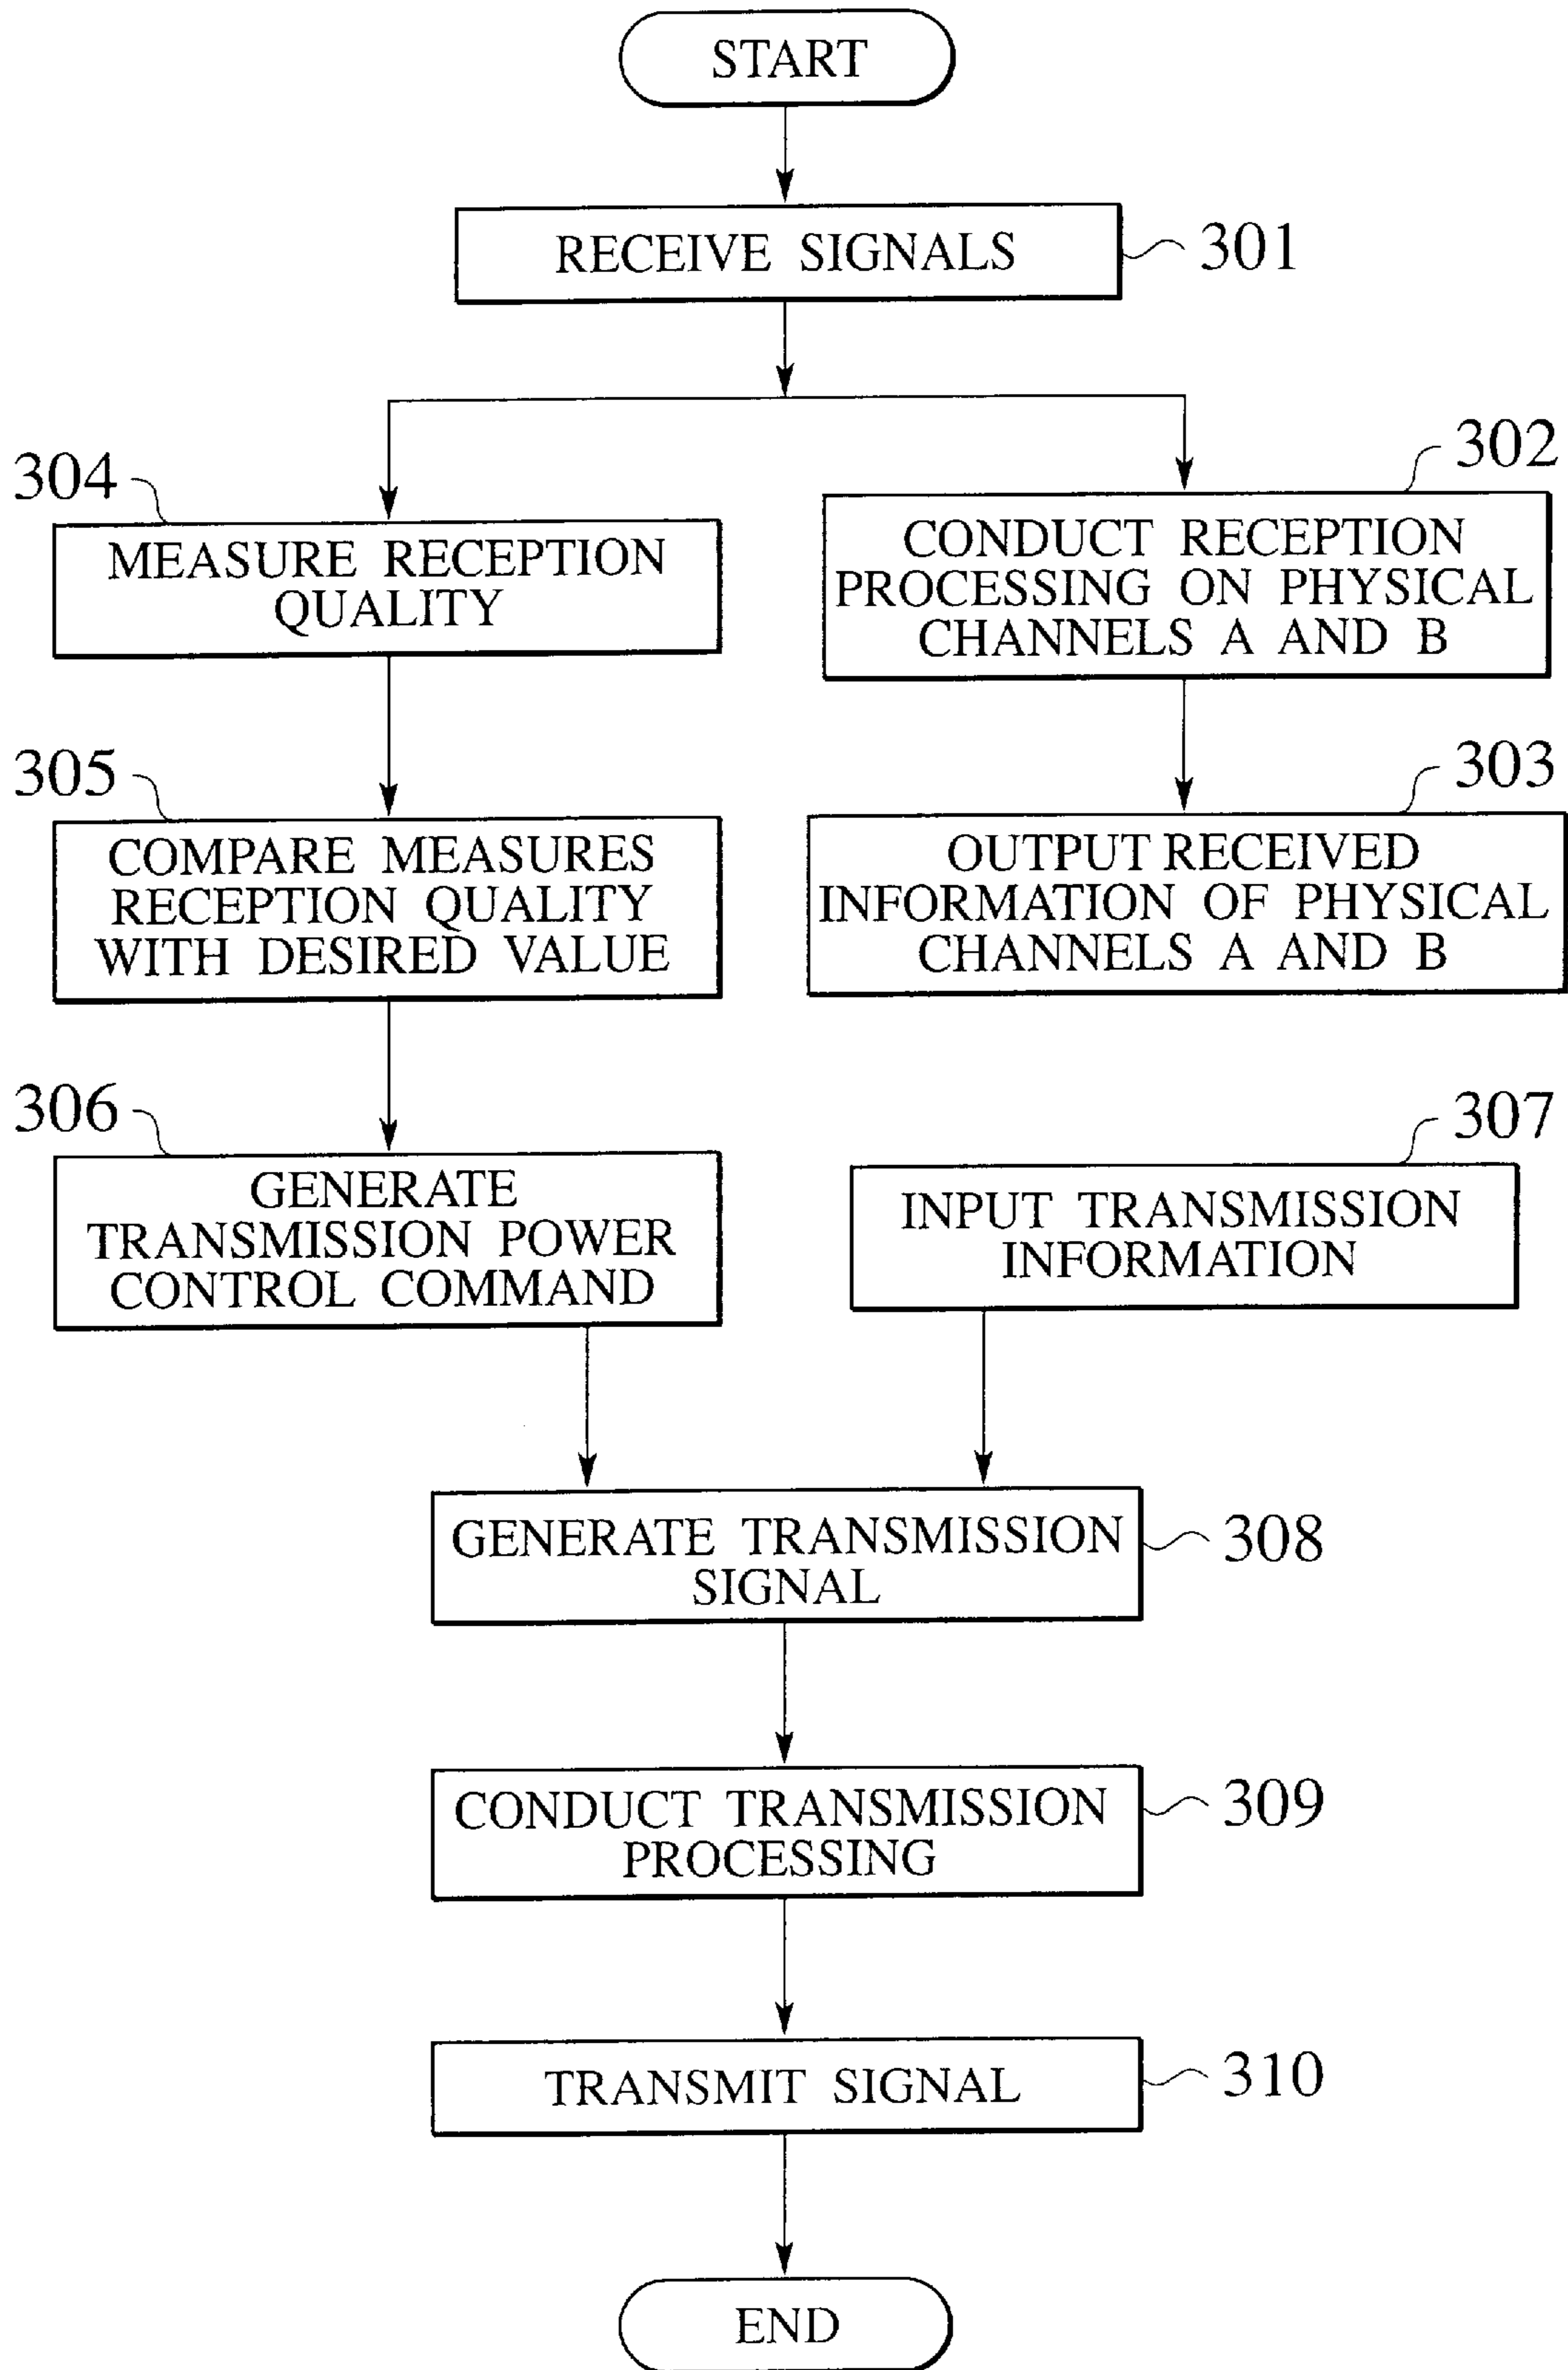 START
RECEIVE SIGNALS
301
304
MEASURE RECEPTION
QUALITY
302
CONDUCT RECEPTION
PROCESSING ON PHYSICAL
CHANNELS A AND B
305
COMPARE MEASURES
RECEPTION QUALITY
WITH DESIRED VALUE
303
OUTPUT RECEIVED
INFORMATION OF PHYSICAL
CHANNELS A AND B
306
GENERATE
TRANSMISSION POWER
CONTROL COMMAND
307
INPUT TRANSMISSION
INFORMATION
GENERATE TRANSMISSION
SIGNAL
308
CONDUCT TRANSMISSION
PROCESSING
309
TRANSMIT SIGNAL
310
END